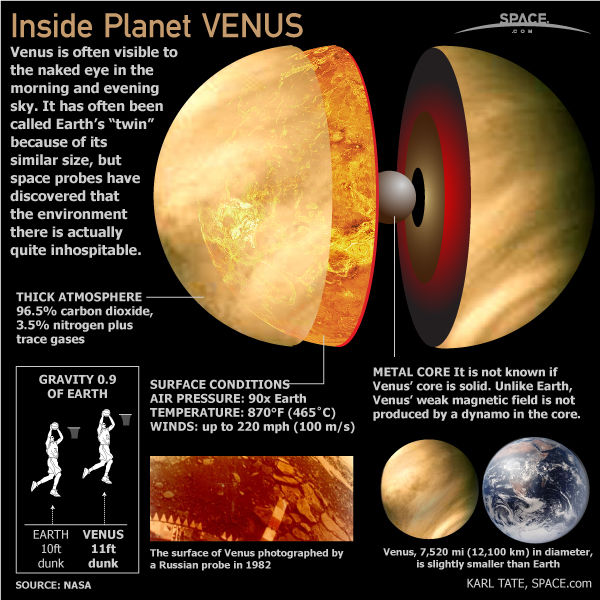 Inside Planet VENUS
SPACE.
.COM
Venus is often visible to
the naked eye in the
morning and evening
sky. It has often been
called Earth's “twin”
because of its
similar size, but
space probes have
discovered that
the environment
there is actually
quite inhospitable.
THICK ATMOSPHERE
96.5% carbon dioxide,
3.5% nitrogen plus
trace gases
GRAVITY 0.9
OF EARTH
EARTH
10ft
dunk
VENUS
11ft
dunk
SURFACE CONDITIONS
AIR PRESSURE: 90x Earth
TEMPERATURE: 870°F (465°C)
WINDS: up to 220 mph (100 m/s)
METAL CORE It is not known if
Venus' core is solid. Unlike Earth,
Venus' weak magnetic field is not
produced by a dynamo in the core.
The surface of Venus photographed by
a Russian probe in 1982
Venus, 7,520 mi (12,100 km) in diameter,
is slightly smaller than Earth
SOURCE: NASA
KARL TATE, SPACE.com